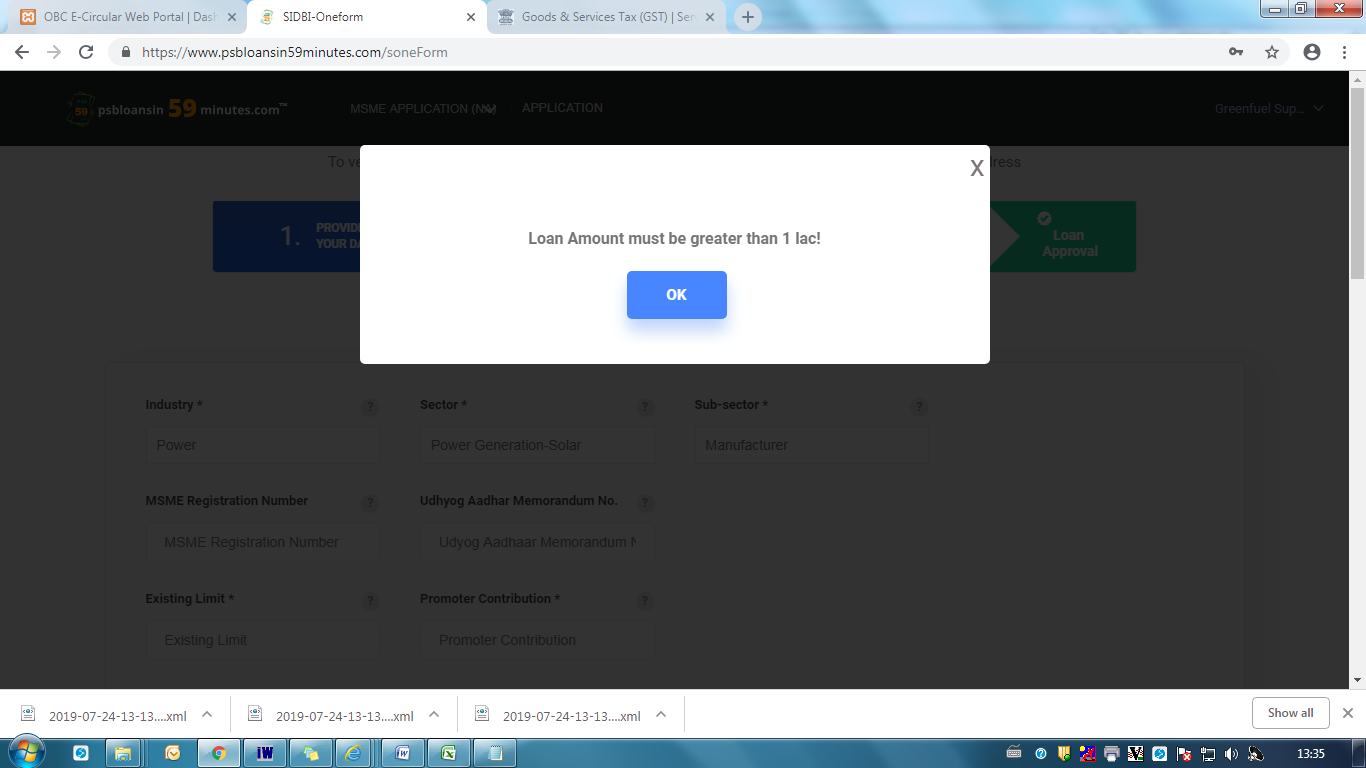 OBC E-Circular Web Portal | Dash
SIDBI-Oneform
Goods & Services Tax (GST) | Ser
https://www.psbloansin59minutes.com/soneForm
59 psbloansin 59 minutes.com™
MSME APPLICATION
APPLICATION
Greenfuel Sup...
To ve
ress
X
Loan Amount must be greater than 1 lac!
OK
1. PROVID
YOUR DA
Loan
Approval
Industry * ?
Sector * ?
Sub-sector * ?
Power
Power Generation-Solar
Manufacturer
MSME Registration Number ?
Udhyog Aadhar Memorandum No. ?
MSME Registration Number
Udyog Aadhaar Memorandum N
Existing Limit * ?
Promoter Contribution * ?
Existing Limit
Promoter Contribution
2019-07-24-13-13....xml
2019-07-24-13-13....xml
2019-07-24-13-13....xml
Show all
13:35